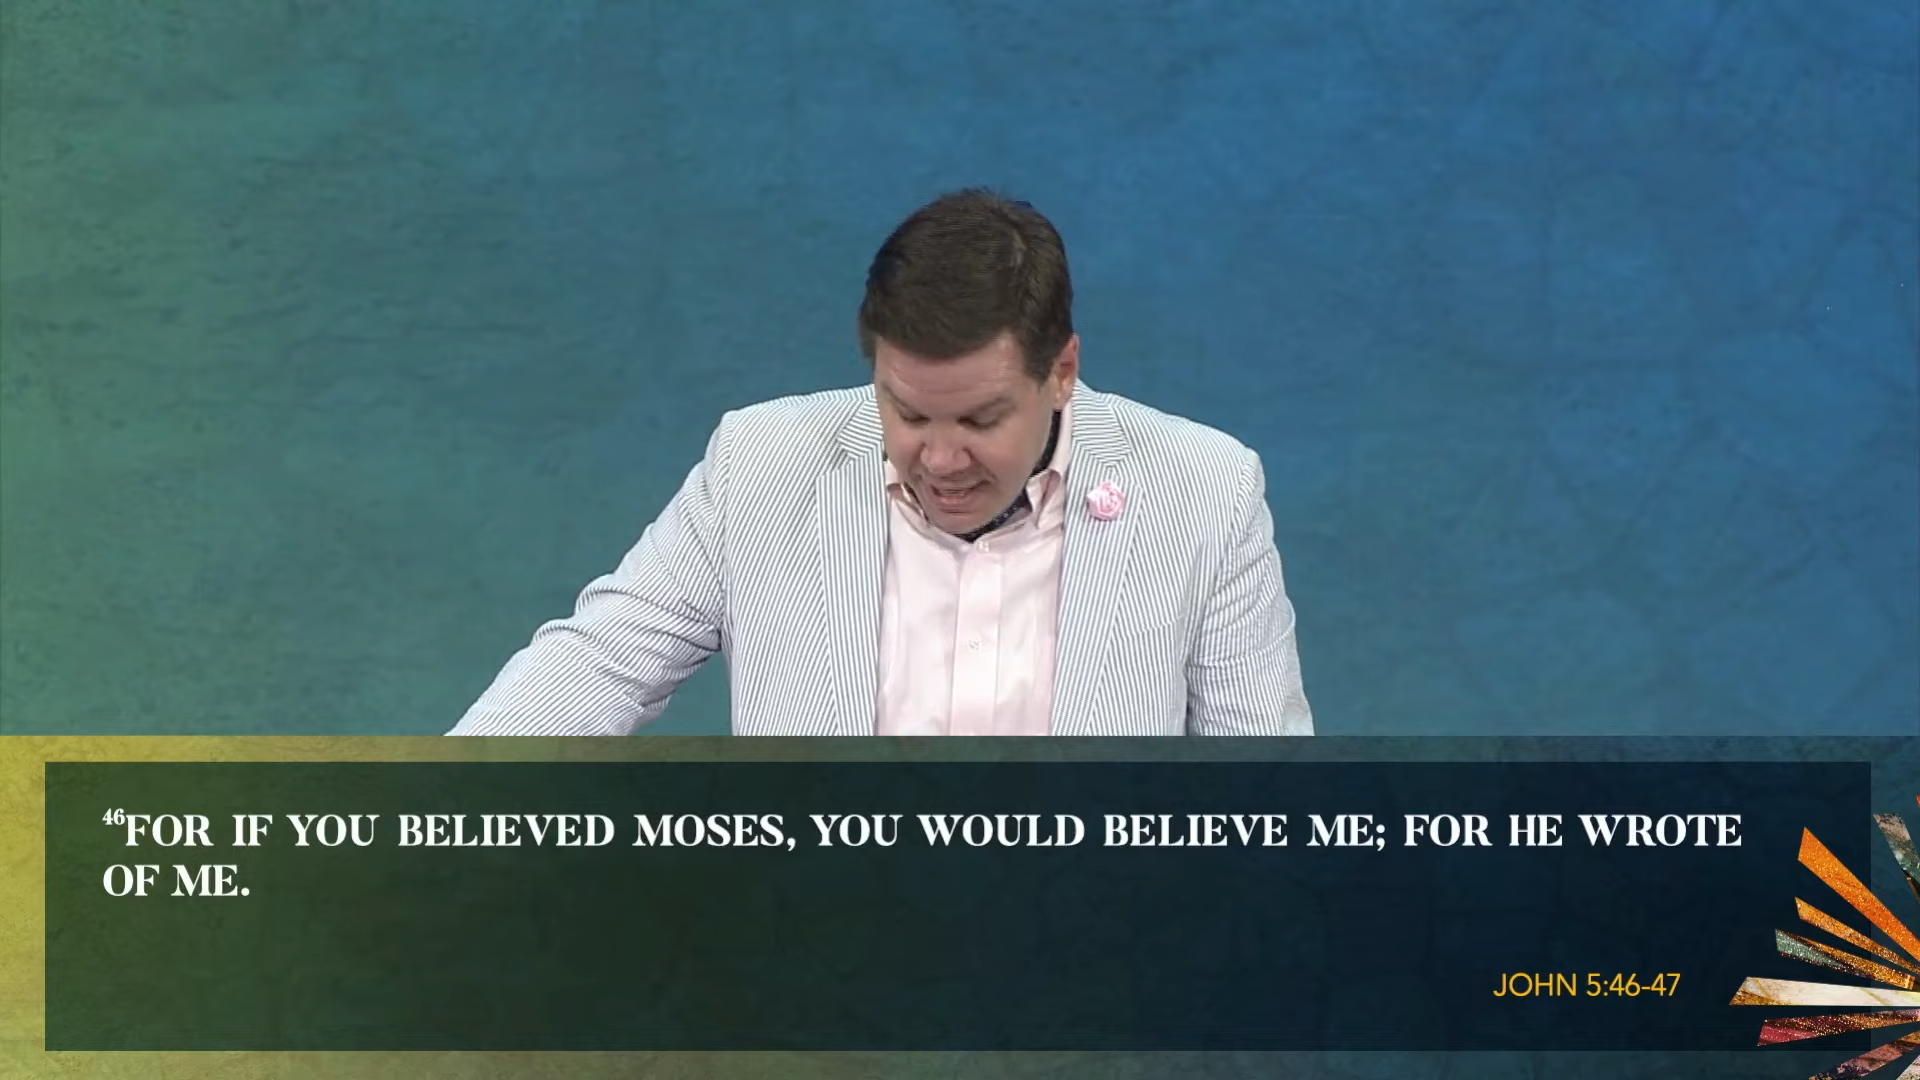 ⁴⁶FOR IF YOU BELIEVED MOSES, YOU WOULD BELIEVE ME; FOR HE WROTE
OF ME.
JOHN 5:46-47